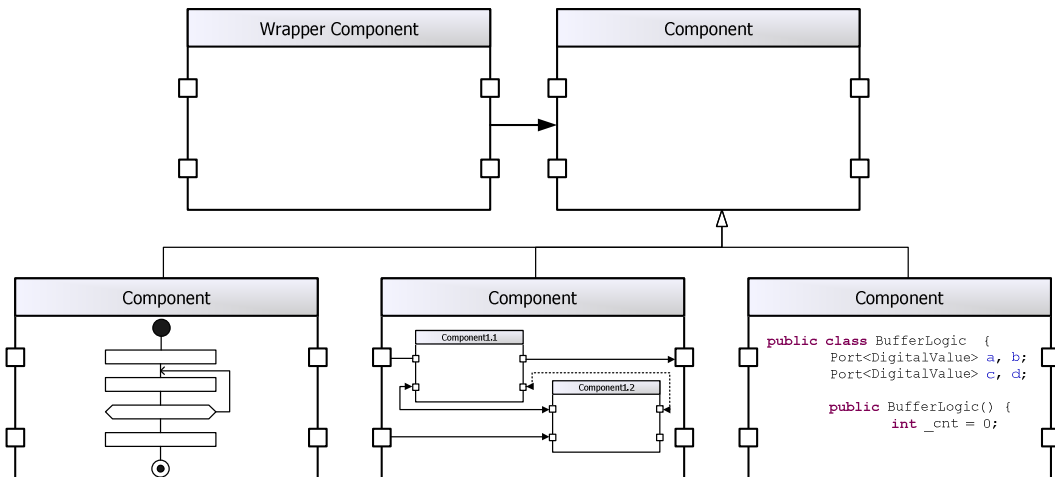 Wrapper Component
Component
Component
Component
Component
Component1.1
Component1.2
public class BufferLogic {
Port<DigitalValue> a, b;
Port<DigitalValue> c, d;
public BufferLogic() {
int _cnt = 0;